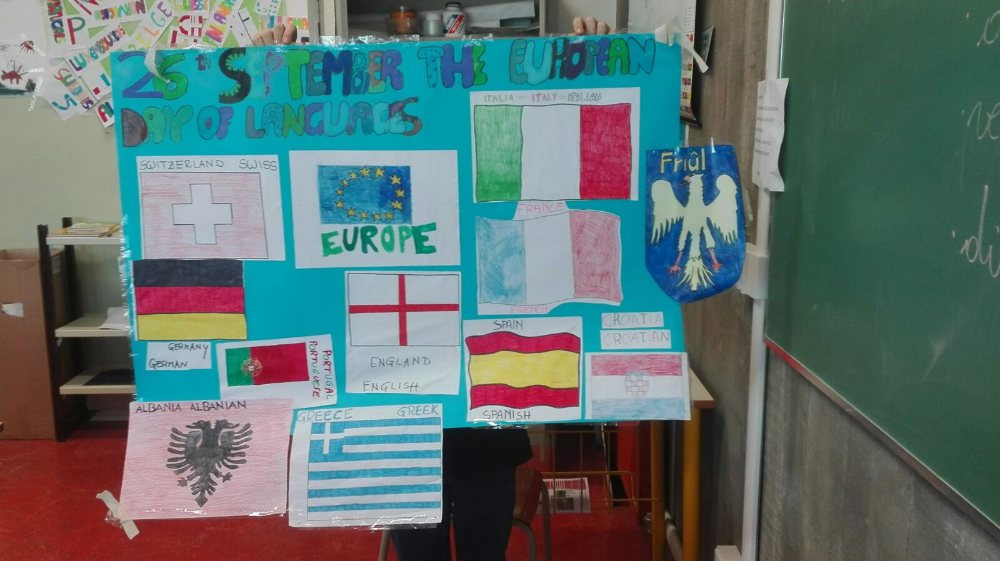 26th SEPTEMBER THE EUROPEAN
DAY OF LANGUAGES
ITALIA - ITALY - ITALIAN
SWITZERLAND SWISS
EUROPE
Friûl
FRANCE
FRENCH
GERMANY
GERMAN
PORTUGAL
PORTUGUESE
ENGLAND
ENGLISH
SPAIN
SPANISH
CROATIA
CROATIAN
ALBANIA ALBANIAN
GREECE GREEK